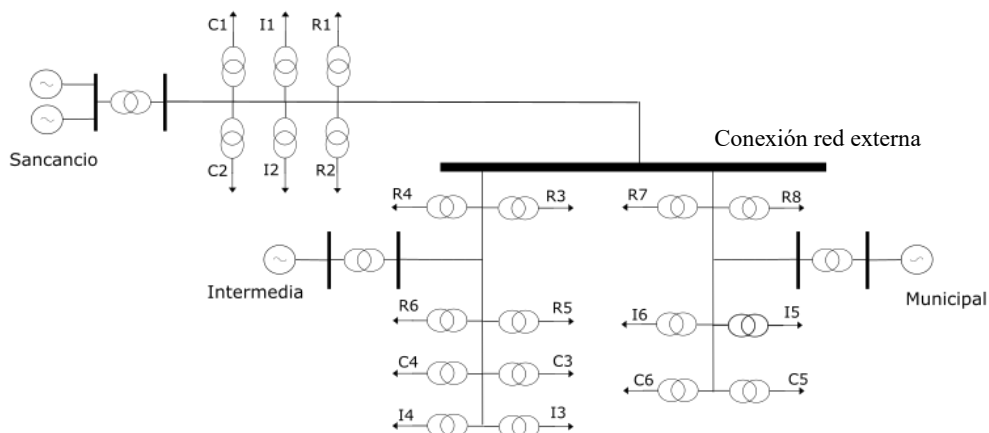 C1 I1 R1
Sancancio
C2 I2 R2
Conexión red externa
R4 R3
R7 R8
Intermedia
Municipal
R6 R5
I6 I5
C4 C3
C6 C5
I4 I3